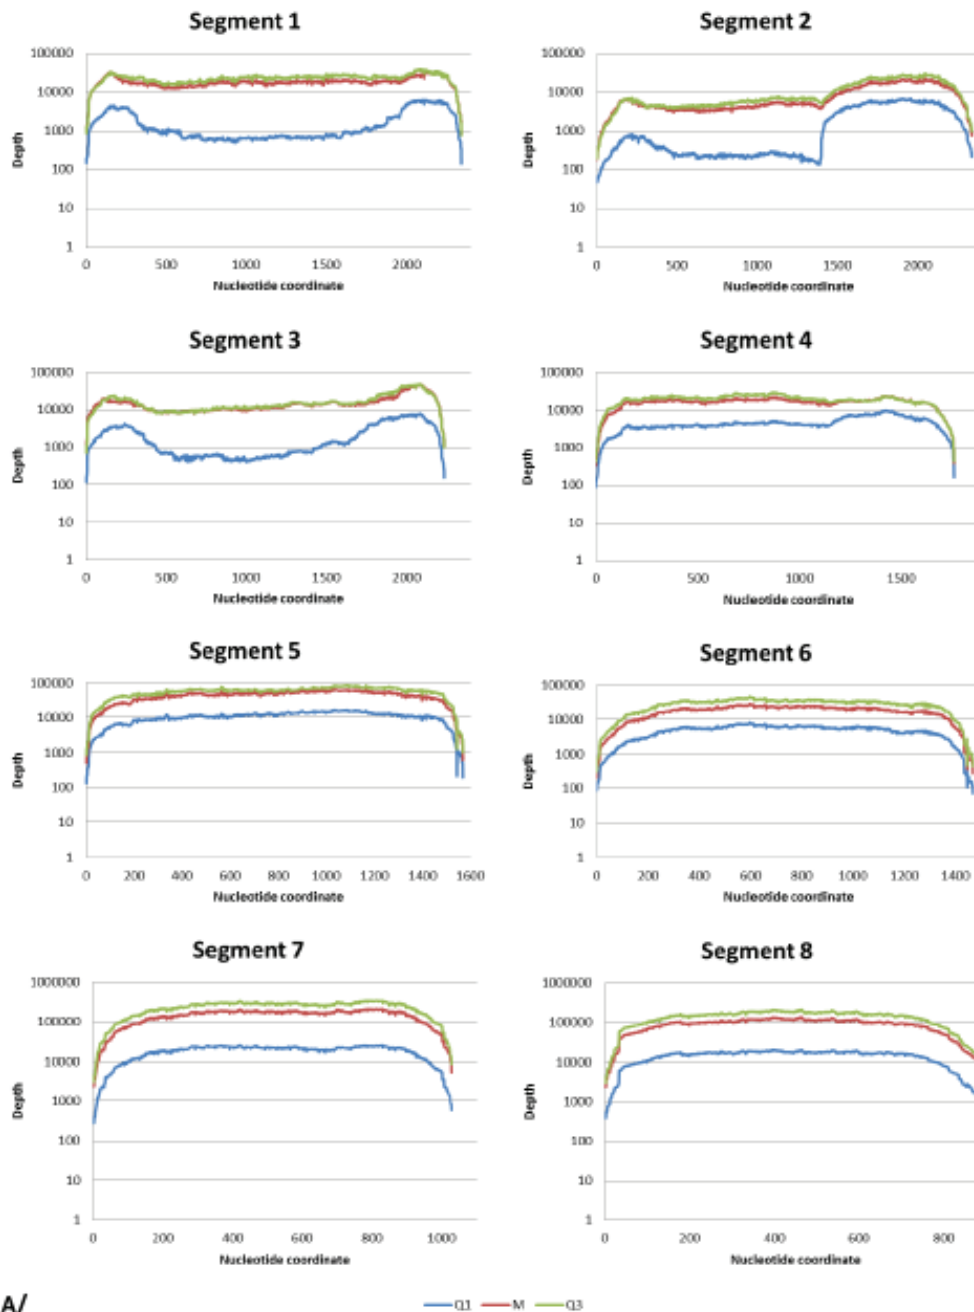 Segment 1
Segment 2
100000
10000
1000
100
10
1
Depth
0 500 1000 1500 2000
Nucleotide coordinate
100000
10000
1000
100
10
1
Depth
0 500 1000 1500 2000
Nucleotide coordinate
Segment 3
Segment 4
100000
10000
1000
100
10
1
Depth
0 500 1000 1500 2000
Nucleotide coordinate
100000
10000
1000
100
10
1
Depth
0 500 1000 1500
Nucleotide coordinate
Segment 5
Segment 6
100000
10000
1000
100
10
1
Depth
0 200 400 600 800 1000 1200 1400 1600
Nucleotide coordinate
100000
10000
1000
100
10
1
Depth
0 200 400 600 800 1000 1200 1400
Nucleotide coordinate
Segment 7
Segment 8
1000000
100000
10000
1000
100
10
1
Depth
0 200 400 600 800 1000
Nucleotide coordinate
1000000
100000
10000
1000
100
10
1
Depth
0 200 400 600 800
Nucleotide coordinate
A/
Q1 M Q3